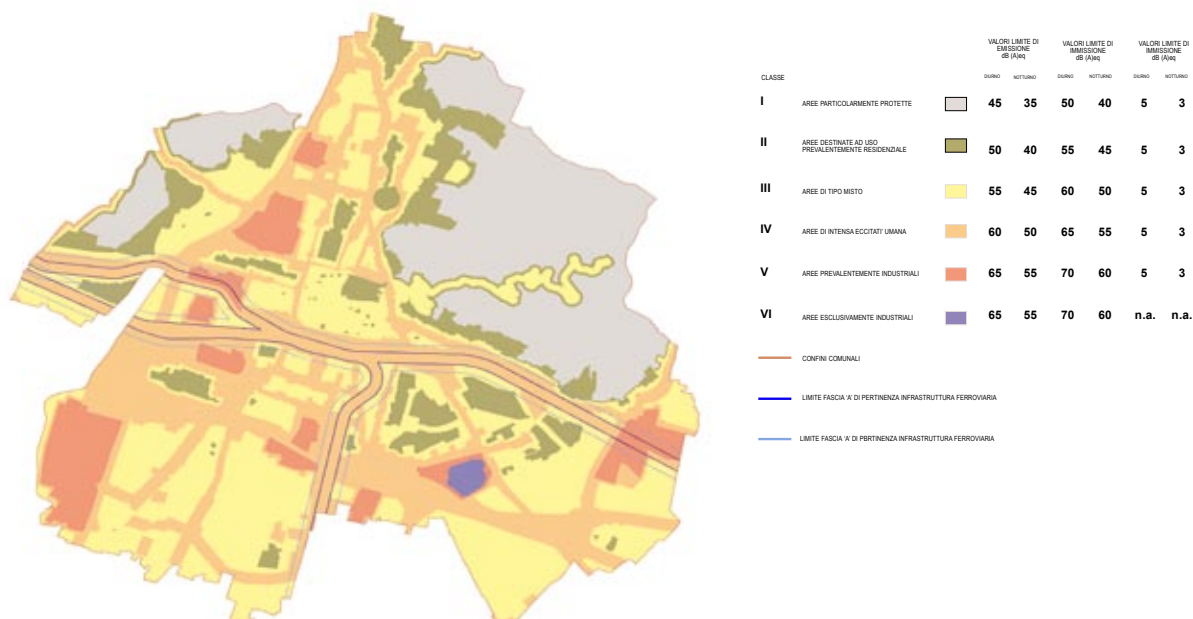 VALORI LIMITE DI
EMISSIONE
dB (A)eq
VALORI LIMITE DI
IMMISSIONE
dB (A)eq
VALORI LIMITE DI
IMMISSIONE
dB (A)eq
CLASSE
DIURNO NOTTURNO DIURNO NOTTURNO DIURNO NOTTURNO
I AREE PARTICOLARMENTE PROTETTE 45 35 50 40 5 3
II AREE DESTINATE AD USO
PREVALENTEMENTE RESIDENZIALE 50 40 55 45 5 3
III AREE DI TIPO MISTO 55 45 60 50 5 3
IV AREE DI INTENSA ECCITATI' UMANA 60 50 65 55 5 3
V AREE PREVALENTEMENTE INDUSTRIALI 65 55 70 60 5 3
VI AREE ESCLUSIVAMENTE INDUSTRIALI 65 55 70 60 n.a. n.a.
CONFINI COMUNALI
LIMITE FASCIA 'A' DI PERTINENZA INFRASTRUTTURA FERROVIARIA
LIMITE FASCIA 'A' DI PBRTINENZA INFRASTRUTTURA FERROVIARIA